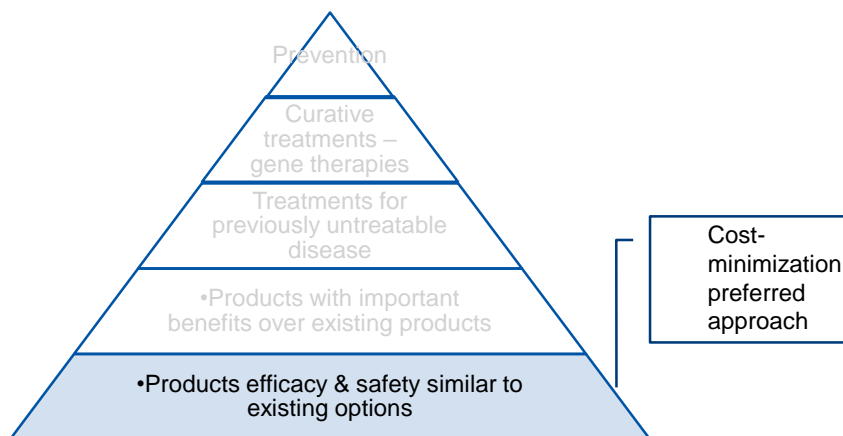 Prevention
Curative
treatments –
gene therapies
Treatments for
previously untreatable
disease
•Products with important
benefits over existing products
•Products efficacy & safety similar to
existing options
Cost-
minimization
preferred
approach